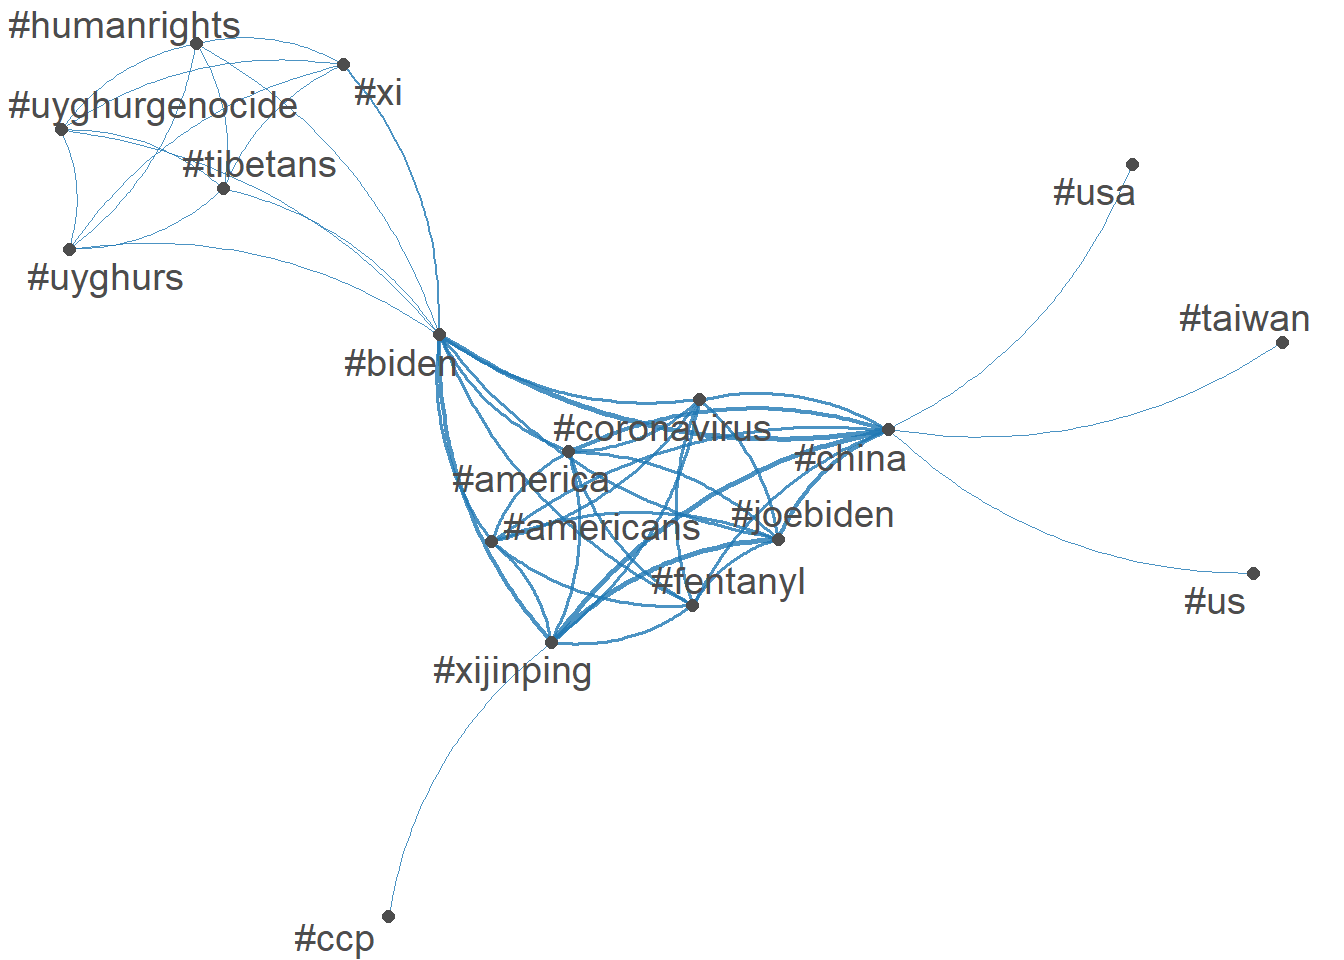 #humanrights
#xi
#uyghurgenocide
#tibetans
#usa
#uyghurs
#taiwan
#biden
#coronavirus
#china
#america
#joebiden
#americans
#fentanyl
#us
#xijinping
#ccp